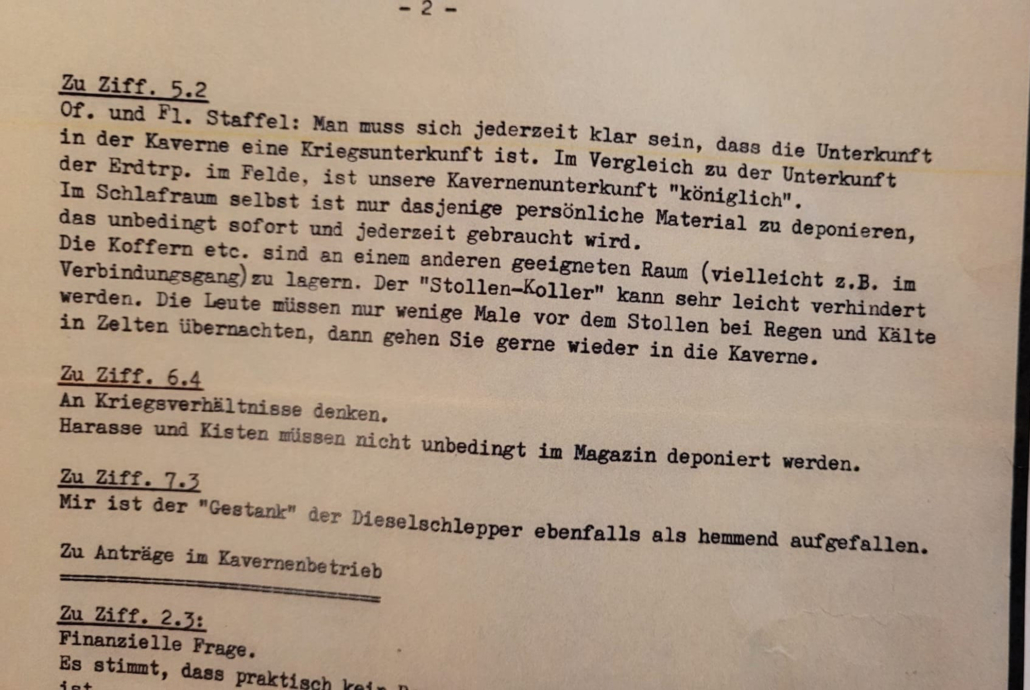 - 2 -
Zu Ziff. 5.2
Of. und Fl. Staffel: Man muss sich jederzeit klar sein, dass die Unterkunft
in der Kaverne eine Kriegsunterkunft ist. Im Vergleich zu der Unterkunft
der Erdtrp. im Felde, ist unsere Kavernenunterkunft "königlich".
Im Schlafraum selbst ist nur dasjenige persönliche Material zu deponieren,
das unbedingt sofort und jederzeit gebraucht wird.
Die Koffern etc. sind an einem anderen geeigneten Raum (vielleicht z.B. im
Verbindungsgang) zu lagern. Der "Stollen-Koller" kann sehr leicht verhindert
werden. Die Leute müssen nur wenige Male vor dem Stollen bei Regen und Kälte
in Zelten übernachten, dann gehen Sie gerne wieder in die Kaverne.
Zu Ziff. 6.4
An Kriegsverhältnisse denken.
Harasse und Kisten müssen nicht unbedingt im Magazin deponiert werden.
Zu Ziff. 7.3
Mir ist der "Gestank" der Dieselschlepper ebenfalls als hemmend aufgefallen.
Zu Anträge im Kavernenbetrieb
Zu Ziff. 2.3:
Finanzielle Frage.
Es stimmt, dass praktisch kein
ist